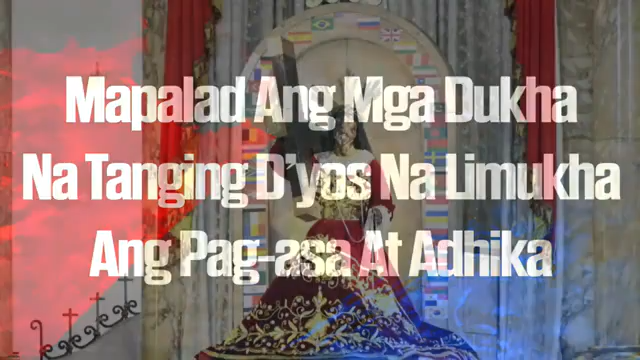 Mapalad Ang Mga Dukha
Na Tanging D'yos Na Limukha
Ang Pag-asa At Adhika